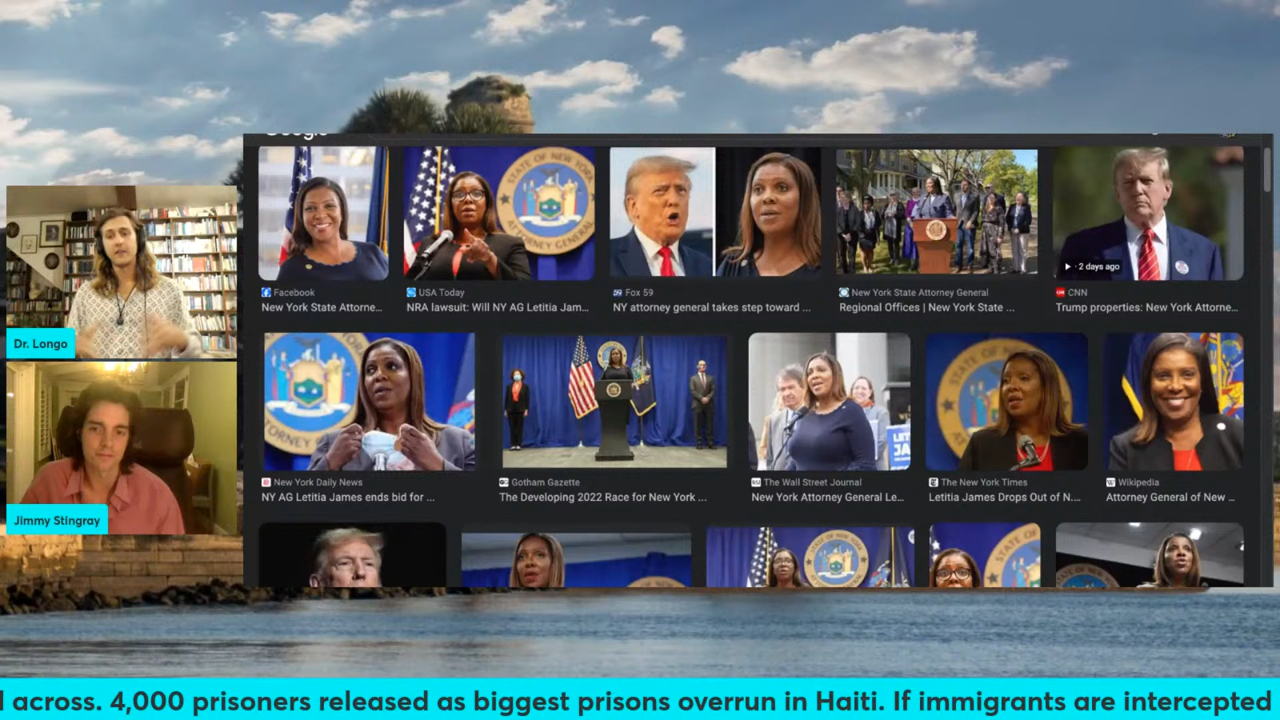 Google
Facebook
New York State Attorne...
USA Today
NRA lawsuit: Will NY AG Letitia Jam...
Fox 59
NY attorney general takes step toward ...
New York State Attorney General
Regional Offices | New York State ...
2 days ago
CNN
Trump properties: New York Attorne...
Dr. Longo
New York Daily News
NY AG Letitia James ends bid for ...
Gotham Gazette
The Developing 2022 Race for New York ...
The Wall Street Journal
New York Attorney General Le...
The New York Times
Letitia James Drops Out of N...
Wikipedia
Attorney General of New ...
Jimmy Stingray
across. 4,000 prisoners released as biggest prisons overrun in Haiti. If immigrants are intercepted